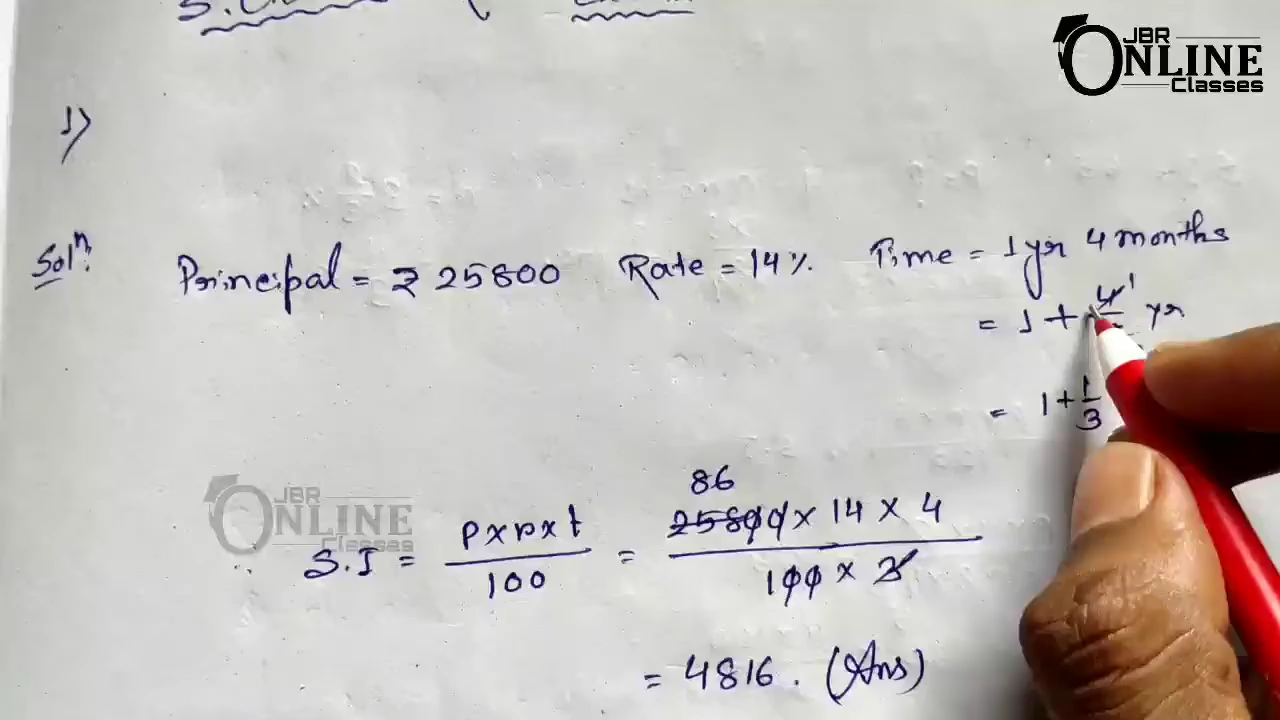 JBR
ONLINE
Classes
1)
Solⁿ:
Principal = ₹ 25800 Rate = 14% Time = 1 yr 4 months
= 1 + 4 1 yr
= 1 + 1/3
86
JBR
ONLINE
Classes
S.I = p x r x t / 100 = 25800 x 14 x 4 / 100 x 3
= 4816. (Ans)